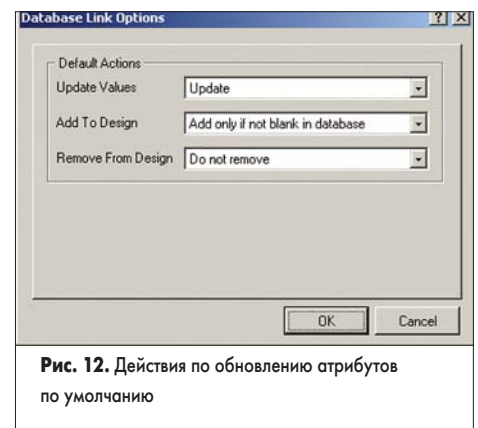 Database Link Options ? X
Default Actions
Update Values Update
Add To Design Add only if not blank in database
Remove From Design Do not remove
OK Cancel
Рис. 12. Действия по обновлению атрибутов
по умолчанию